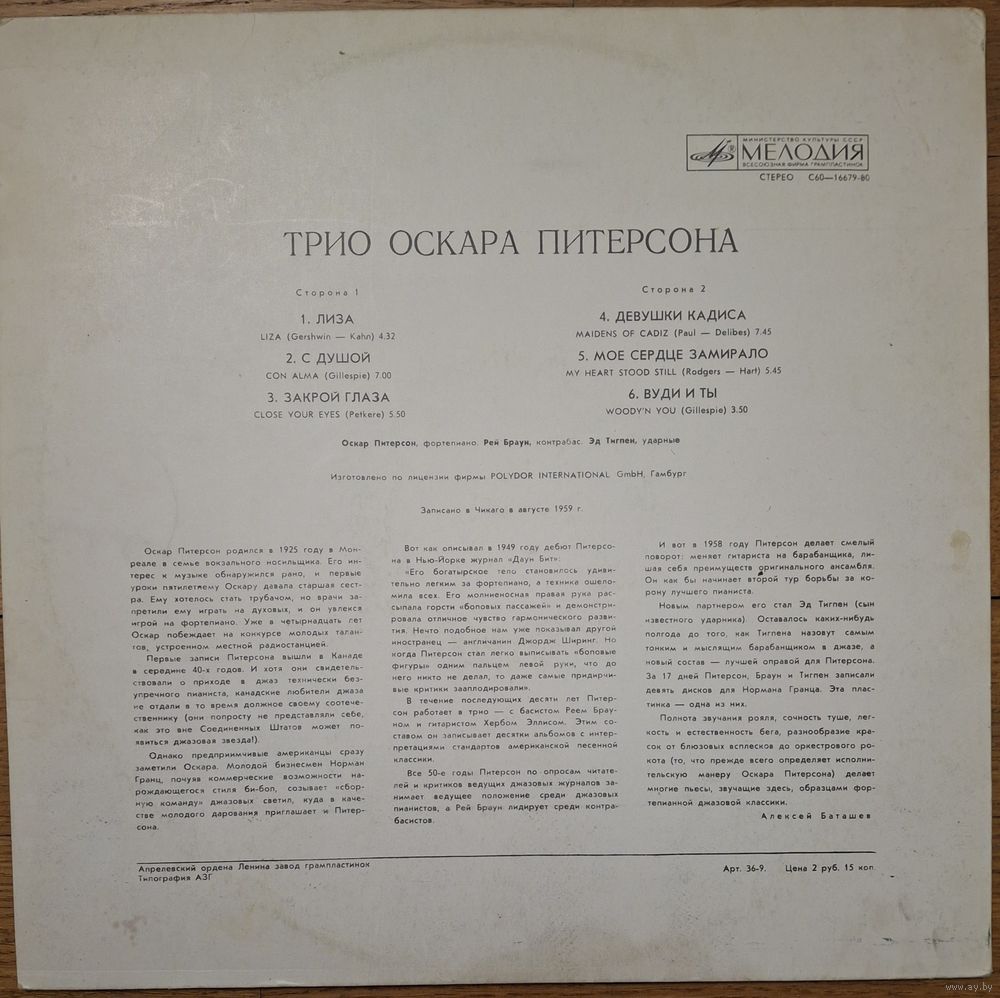 МИНИСТЕРСТВО КУЛЬТУРЫ СССР
МЕЛОДИЯ
ВСЕСОЮЗНАЯ ФИРМА ГРАМПЛАСТИНОК
СТЕРЕО С60—16679-80
ТРИО ОСКАРА ПИТЕРСОНА
Сторона 1
1. ЛИЗА
LIZA (Gershwin — Kahn) 4.32
2. С ДУШОЙ
CON ALMA (Gillespie) 7.00
3. ЗАКРОЙ ГЛАЗА
CLOSE YOUR EYES (Petkere) 5.50
Сторона 2
4. ДЕВУШКИ КАДИСА
MAIDENS OF CADIZ (Paul — Delibes) 7.45
5. МОЕ СЕРДЦЕ ЗАМИРАЛО
MY HEART STOOD STILL (Rodgers — Hart) 5.45
6. ВУДИ И ТЫ
WOODY'N YOU (Gillespie) 3.50
Оскар Питерсон, фортепиано. Рей Браун, контрабас. Эд Тигпен, ударные
Изготовлено по лицензии фирмы POLYDOR INTERNATIONAL GmbH, Гамбург
Записано в Чикаго в августе 1959 г.
Оскар Питерсон родился в 1925 году в Мон-
реале в семье вокзального носильщика. Его ин-
терес к музыке обнаружился рано, и первые
уроки пятилетнему Оскару давала старшая сест-
ра. Ему хотелось стать трубачом, но врачи за-
претили ему играть на духовых, и он увлекся
игрой на фортепиано. Уже в четырнадцать лет
Оскар побеждает на конкурсе молодых талан-
тов, устроенном местной радиостанцией.
Первые записи Питерсона вышли в Канаде
в середине 40-х годов. И хотя они свидетель-
ствовали о приходе в джаз технически без-
упречного пианиста, канадские любители джаза
не отдали в то время должное своему соотече-
ственнику (они попросту не представляли себе,
как это вне Соединенных Штатов может по-
явиться джазовая звезда!).
Однако предприимчивые американцы сразу
заметили Оскара. Молодой бизнесмен Норман
Гранц, почуяв коммерческие возможности на-
рождающегося стиля би-боп, созывает «сбор-
ную команду» джазовых светил, куда в каче-
стве молодого дарования приглашает и Питер-
сона.
Вот как описывал в 1949 году дебют Питерсо-
на в Нью-Йорке журнал «Даун Бит»:
«Его богатырское тело становилось удиви-
тельно легким за фортепиано, а техника ошело-
мила всех. Его молниеносная правая рука рас-
сыпала горсти «боповых пассажей» и демонстри-
ровала отличное чувство гармонического разви-
тия. Нечто подобное нам уже показывал другой
иностранец — англичанин Джордж Ширинг. Но
когда Питерсон стал легко выписывать «боповые
фигуры» одним пальцем левой руки, что до
него никто не делал, то даже самые придирчи-
вые критики зааплодировали».
В течение последующих десяти лет Питер-
сон работает в трио — с басистом Реем Брау-
ном и гитаристом Хербом Эллисом. Этим со-
ставом он записывает десятки альбомов с интер-
претациями стандартов американской песенной
классики.
Все 50-е годы Питерсон по опросам читате-
лей и критиков ведущих джазовых журналов за-
нимает ведущее положение среди джазовых
пианистов, а Рей Браун лидирует среди контра-
басистов.
И вот в 1958 году Питерсон делает смелый
поворот: меняет гитариста на барабанщика, ли-
шая себя преимуществ оригинального ансамбля.
Он как бы начинает второй тур борьбы за ко-
рону лучшего пианиста.
Новым партнером его стал Эд Тигпен (сын
известного ударника). Оставалось каких-нибудь
полгода до того, как Тигпена назовут самым
тонким и мыслящим барабанщиком в джазе, а
новый состав — лучшей оправой для Питерсона.
За 17 дней Питерсон, Браун и Тигпен записали
девять дисков для Нормана Гранца. Эта плас-
тинка — одна из них.
Полнота звучания рояля, сочность туше, лег-
кость и естественность бега, разнообразие кра-
сок от блюзовых всплесков до оркестрового ро-
кота (то, что прежде всего определяет исполни-
тельскую манеру Оскара Питерсона) делает
многие пьесы, звучащие здесь, образцами фор-
тепианной джазовой классики.
Алексей Баташев
Апрелевский ордена Ленина завод грампластинок
Типография АЗГ
Арт. 36-9. Цена 2 руб. 15 коп.
www.ay.by